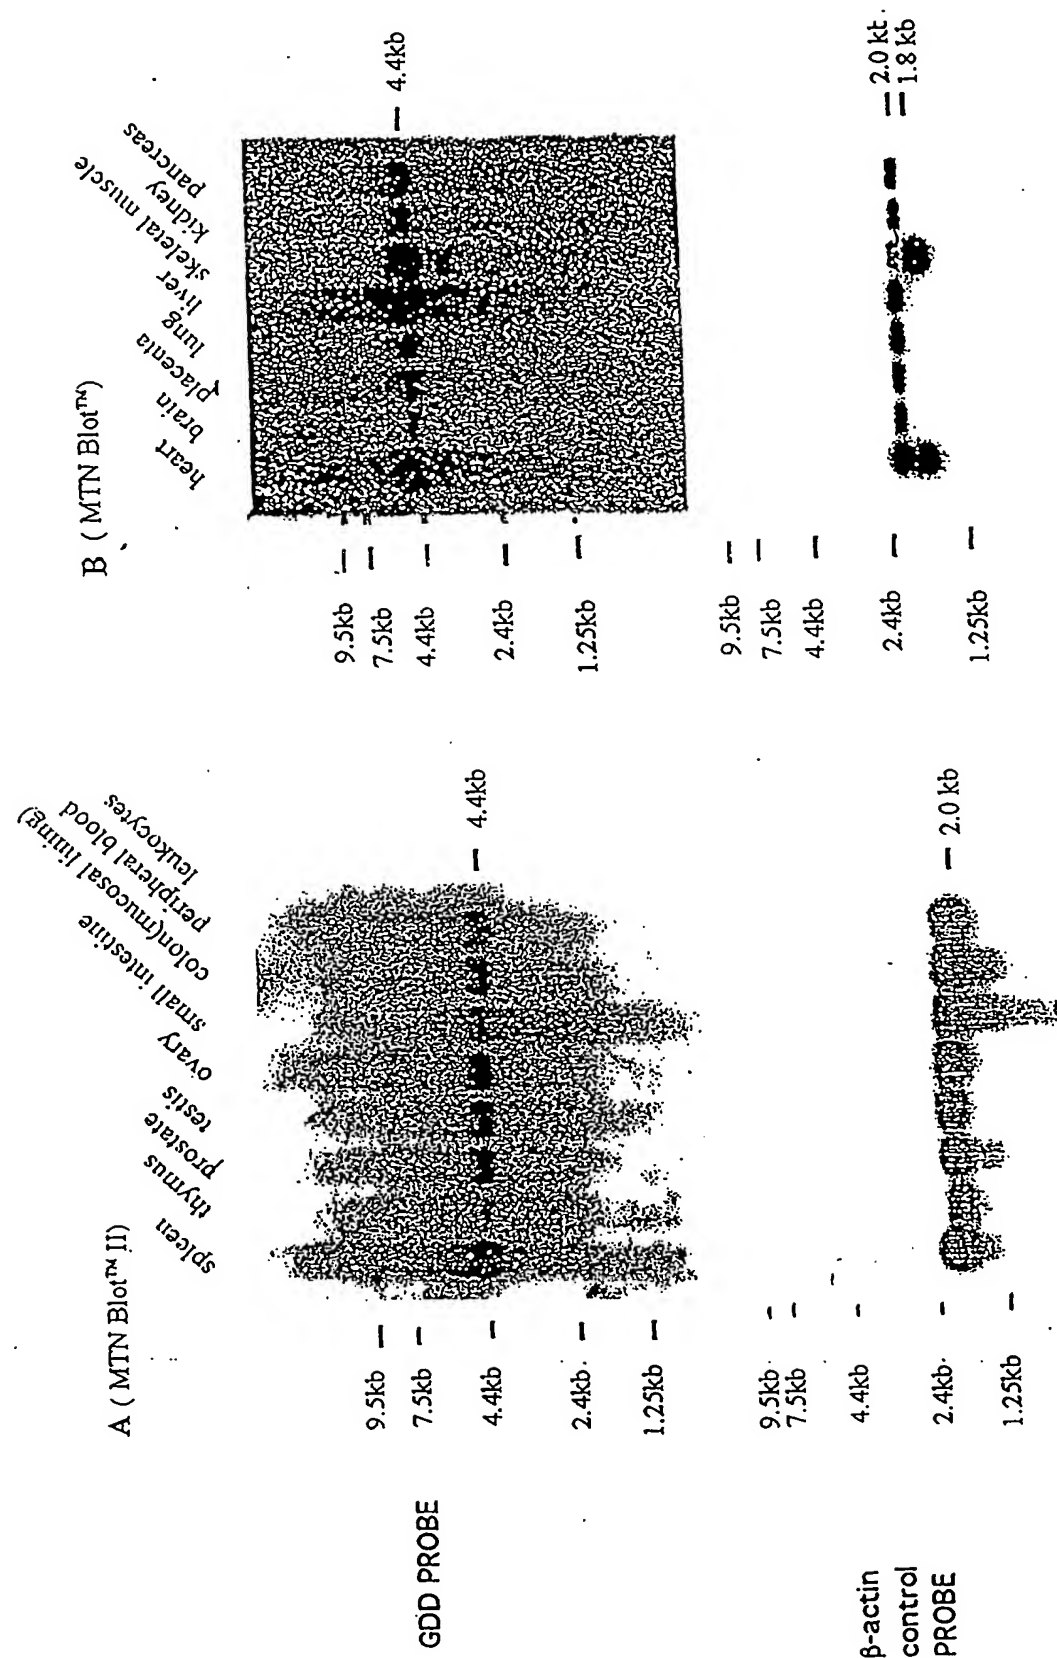 A ( MTN Blot™ II)
spleen
thymus
prostate
testis
ovary
small intestine
colon(mucosal lining)
peripheral blood
leukocytes
GDD PROBE
9.5kb
7.5kb
4.4kb
2.4kb
1.25kb
4.4kb
β-actin
control
PROBE
9.5kb
7.5kb
4.4kb
2.4kb
1.25kb
2.0 kb
B ( MTN Blot™)
heart
brain
placenta
lung
liver
skeletal muscle
kidney
pancreas
9.5kb
7.5kb
4.4kb
2.4kb
1.25kb
4.4kb
9.5kb
7.5kb
4.4kb
2.4kb
1.25kb
2.0 kt
1.8 kb